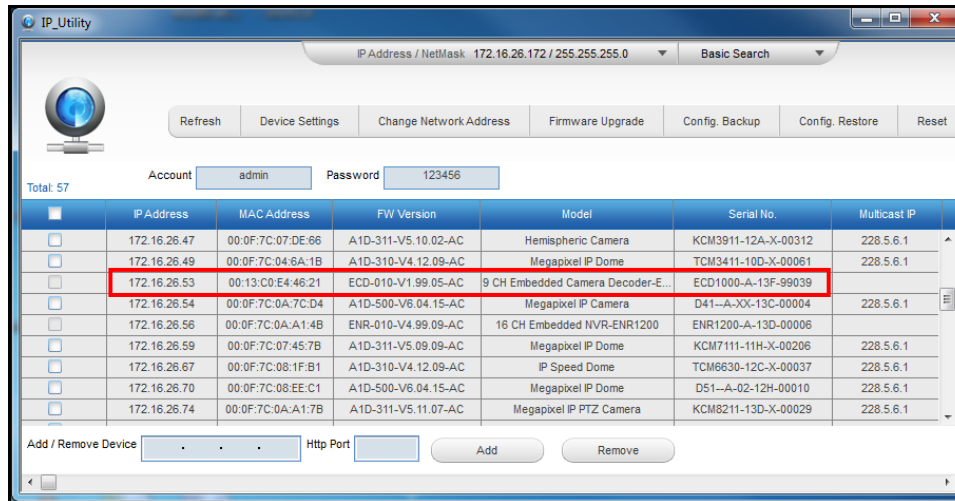 IP_Utility
IP Address / NetMask 172.16.26.172 / 255.255.255.0 Basic Search
Refresh Device Settings Change Network Address Firmware Upgrade Config. Backup Config. Restore Reset
Account admin Password 123456
Total: 57
IP Address MAC Address FW Version Model Serial No. Multicast IP
172.16.26.47 00:0F:7C:07:DE:66 A1D-311-V5.10.02-AC Hemispheric Camera KCM3911-12A-X-00312 228.5.6.1
172.16.26.49 00:0F:7C:04:6A:1B A1D-310-V4.12.09-AC Megapixel IP Dome TCM3411-10D-X-00061 228.5.6.1
172.16.26.53 00:13:C0:E4:46:21 ECD-010-V1.99.05-AC 9 CH Embedded Camera Decoder-E... ECD1000-A-13F-99039
172.16.26.54 00:0F:7C:0A:7C:D4 A1D-500-V6.04.15-AC Megapixel IP Camera D41--A-XX-13C-00004 228.5.6.1
172.16.26.56 00:0F:7C:0A:A1:4B ENR-010-V4.99.09-AC 16 CH Embedded NVR-ENR1200 ENR1200-A-13D-00006
172.16.26.59 00:0F:7C:07:45:7B A1D-311-V5.09.09-AC Megapixel IP Dome KCM7111-11H-X-00206 228.5.6.1
172.16.26.67 00:0F:7C:08:1F:B1 A1D-310-V4.12.09-AC IP Speed Dome TCM6630-12C-X-00037 228.5.6.1
172.16.26.70 00:0F:7C:08:EE:C1 A1D-500-V6.04.15-AC Megapixel IP Dome D51--A-02-12H-00010 228.5.6.1
172.16.26.74 00:0F:7C:0A:A1:7B A1D-311-V5.11.07-AC Megapixel IP PTZ Camera KCM8211-13D-X-00029 228.5.6.1
Add / Remove Device . . . Http Port Add Remove